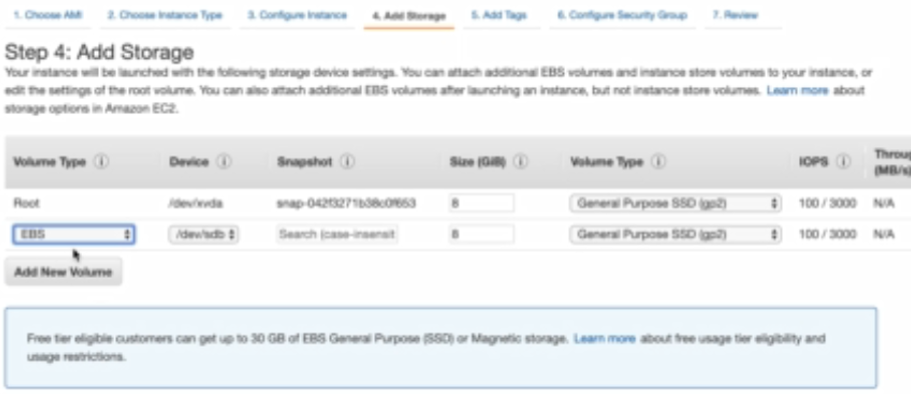 1. Choose AMI 2. Choose Instance Type 3. Configure Instance 4. Add Storage 5. Add Tags 6. Configure Security Group 7. Review
Step 4: Add Storage
Your instance will be launched with the following storage device settings. You can attach additional EBS volumes and instance store volumes to your instance, or
edit the settings of the root volume. You can also attach additional EBS volumes after launching an instance, but not instance store volumes. Learn more about
storage options in Amazon EC2.
Volume Type Device Snapshot Size (GiB) Volume Type IOPS Throug
(MB/s)
Root /dev/xvda snap-042f3271b38c0f653 8 General Purpose SSD (gp2) 100 / 3000 N/A
EBS /dev/sdb Search (case-insensit 8 General Purpose SSD (gp2) 100 / 3000 N/A
Add New Volume
Free tier eligible customers can get up to 30 GB of EBS General Purpose (SSD) or Magnetic storage. Learn more about free usage tier eligibility and
usage restrictions.